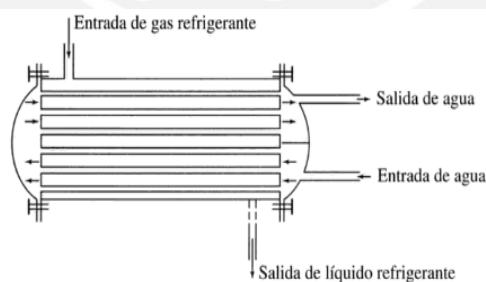 Entrada de gas refrigerante
Salida de agua
Entrada de agua
Salida de líquido refrigerante